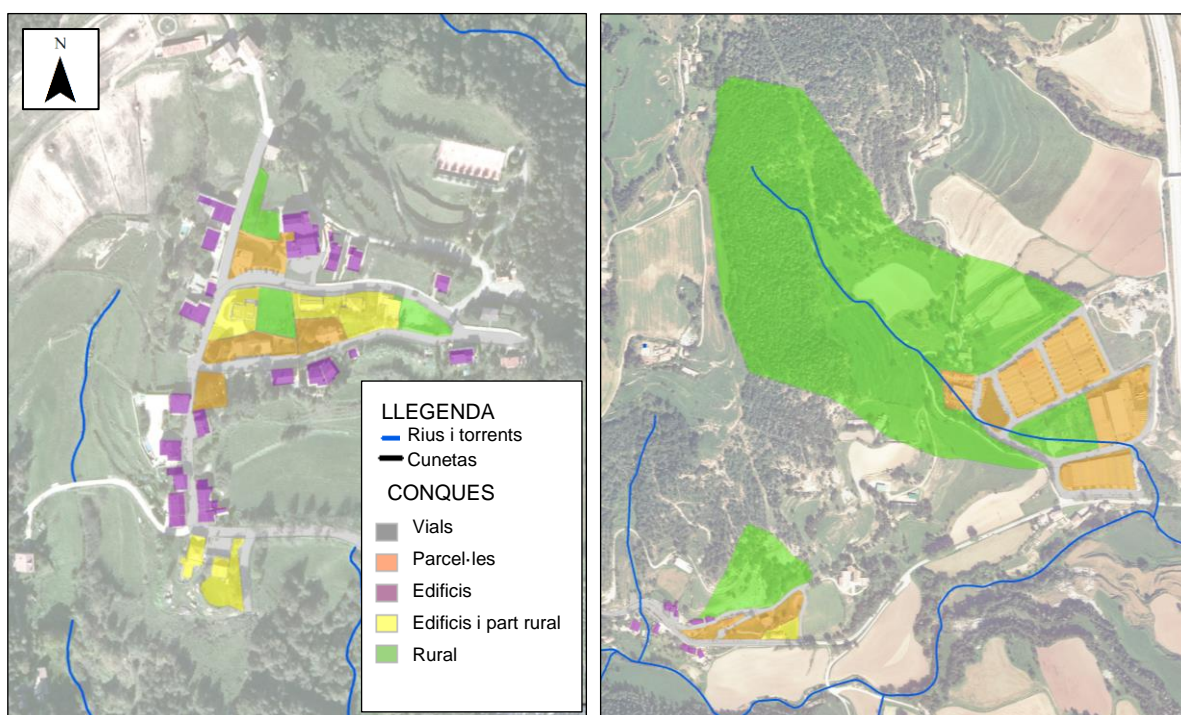 N
LLEGENDA
Rius i torrents
Cunetas
CONQUES
Vials
Parcel·les
Edificis
Edificis i part rural
Rural